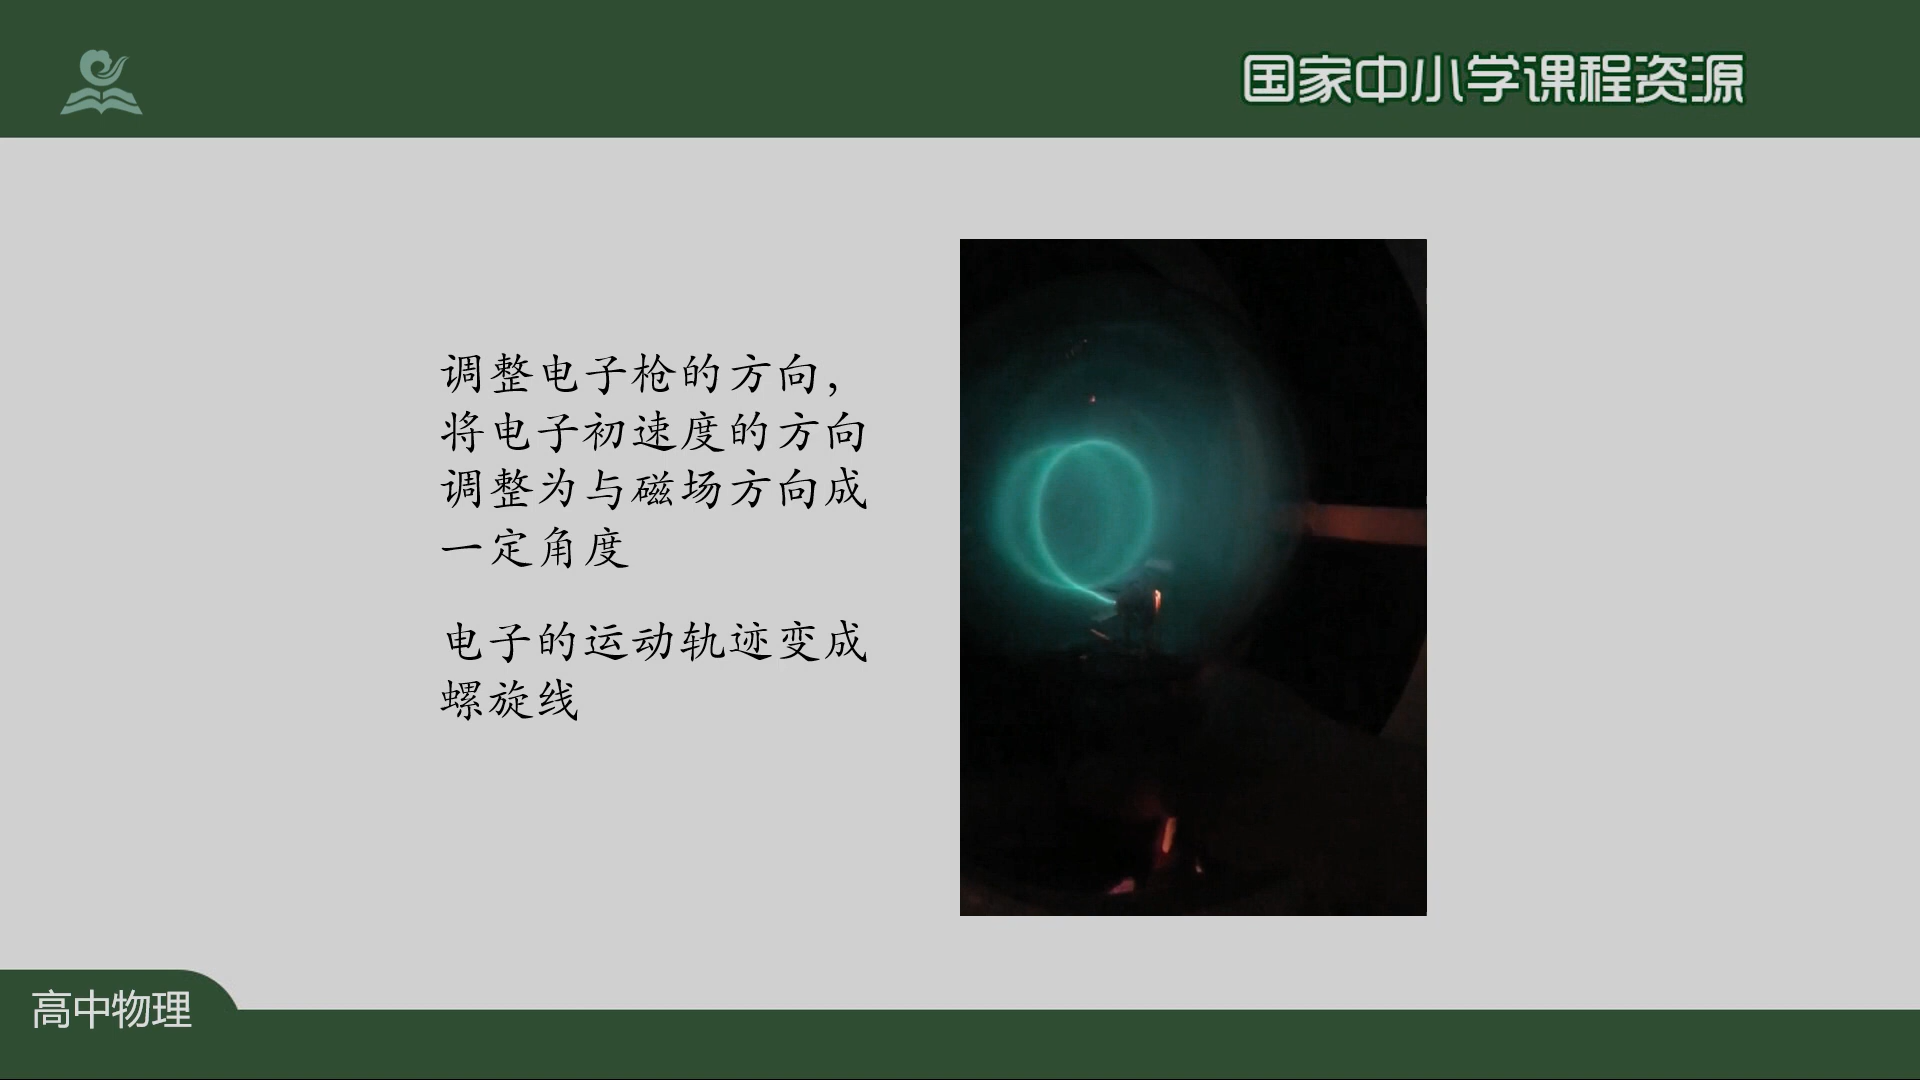 国家中小学课程资源
调整电子枪的方向，
将电子初速度的方向
调整为与磁场方向成
一定角度
电子的运动轨迹变成
螺旋线
高中物理